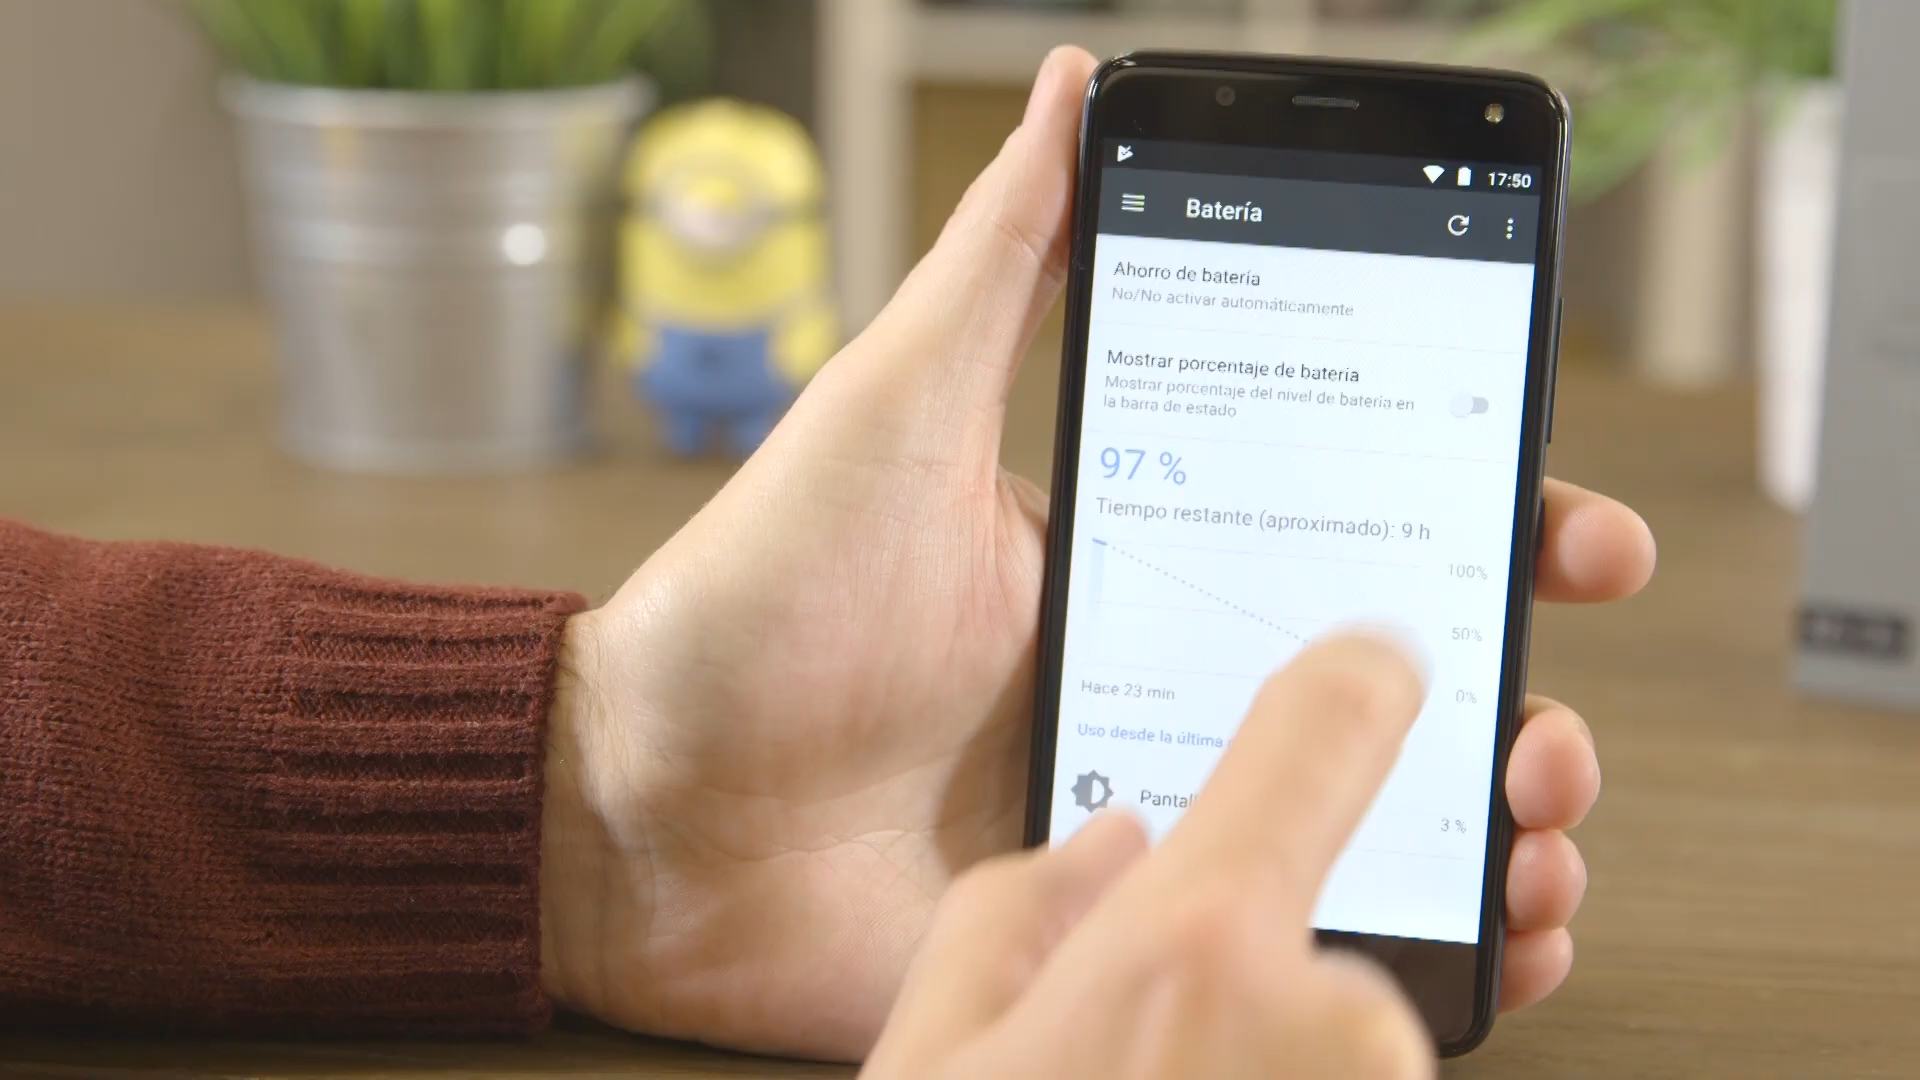 17:50
Batería
Ahorro de batería
No/No activar automáticamente
Mostrar porcentaje de batería
Mostrar porcentaje del nivel de batería en
la barra de estado
97 %
Tiempo restante (aproximado): 9 h
100%
50%
0%
Hace 23 min
Uso desde la última
3 %